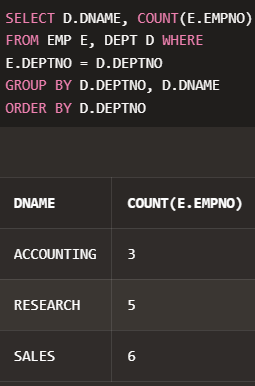 SELECT D.DNAME, COUNT(E.EMPNO)
FROM EMP E, DEPT D WHERE
E.DEPTNO = D.DEPTNO
GROUP BY D.DEPTNO, D.DNAME
ORDER BY D.DEPTNO
DNAME COUNT(E.EMPNO)
ACCOUNTING 3
RESEARCH 5
SALES 6